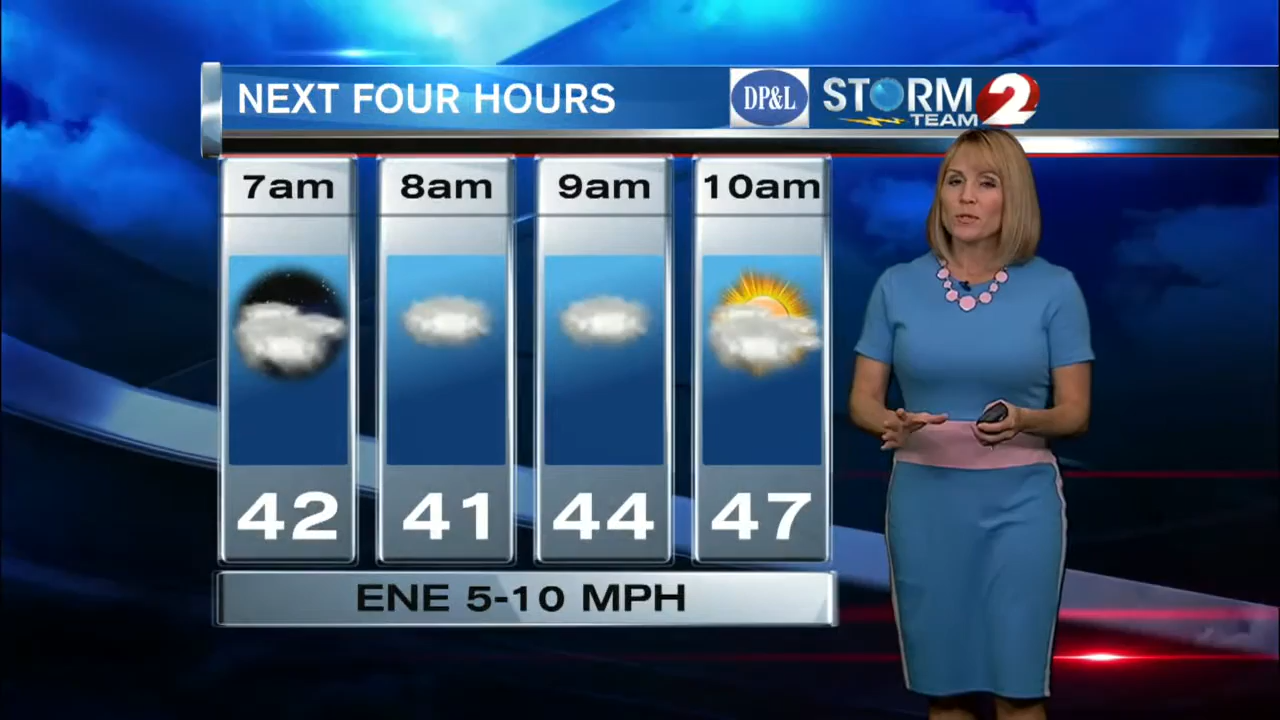 NEXT FOUR HOURS
DP&L
STORM
TEAM
2
7am
8am
9am
10am
42
41
44
47
ENE 5-10 MPH